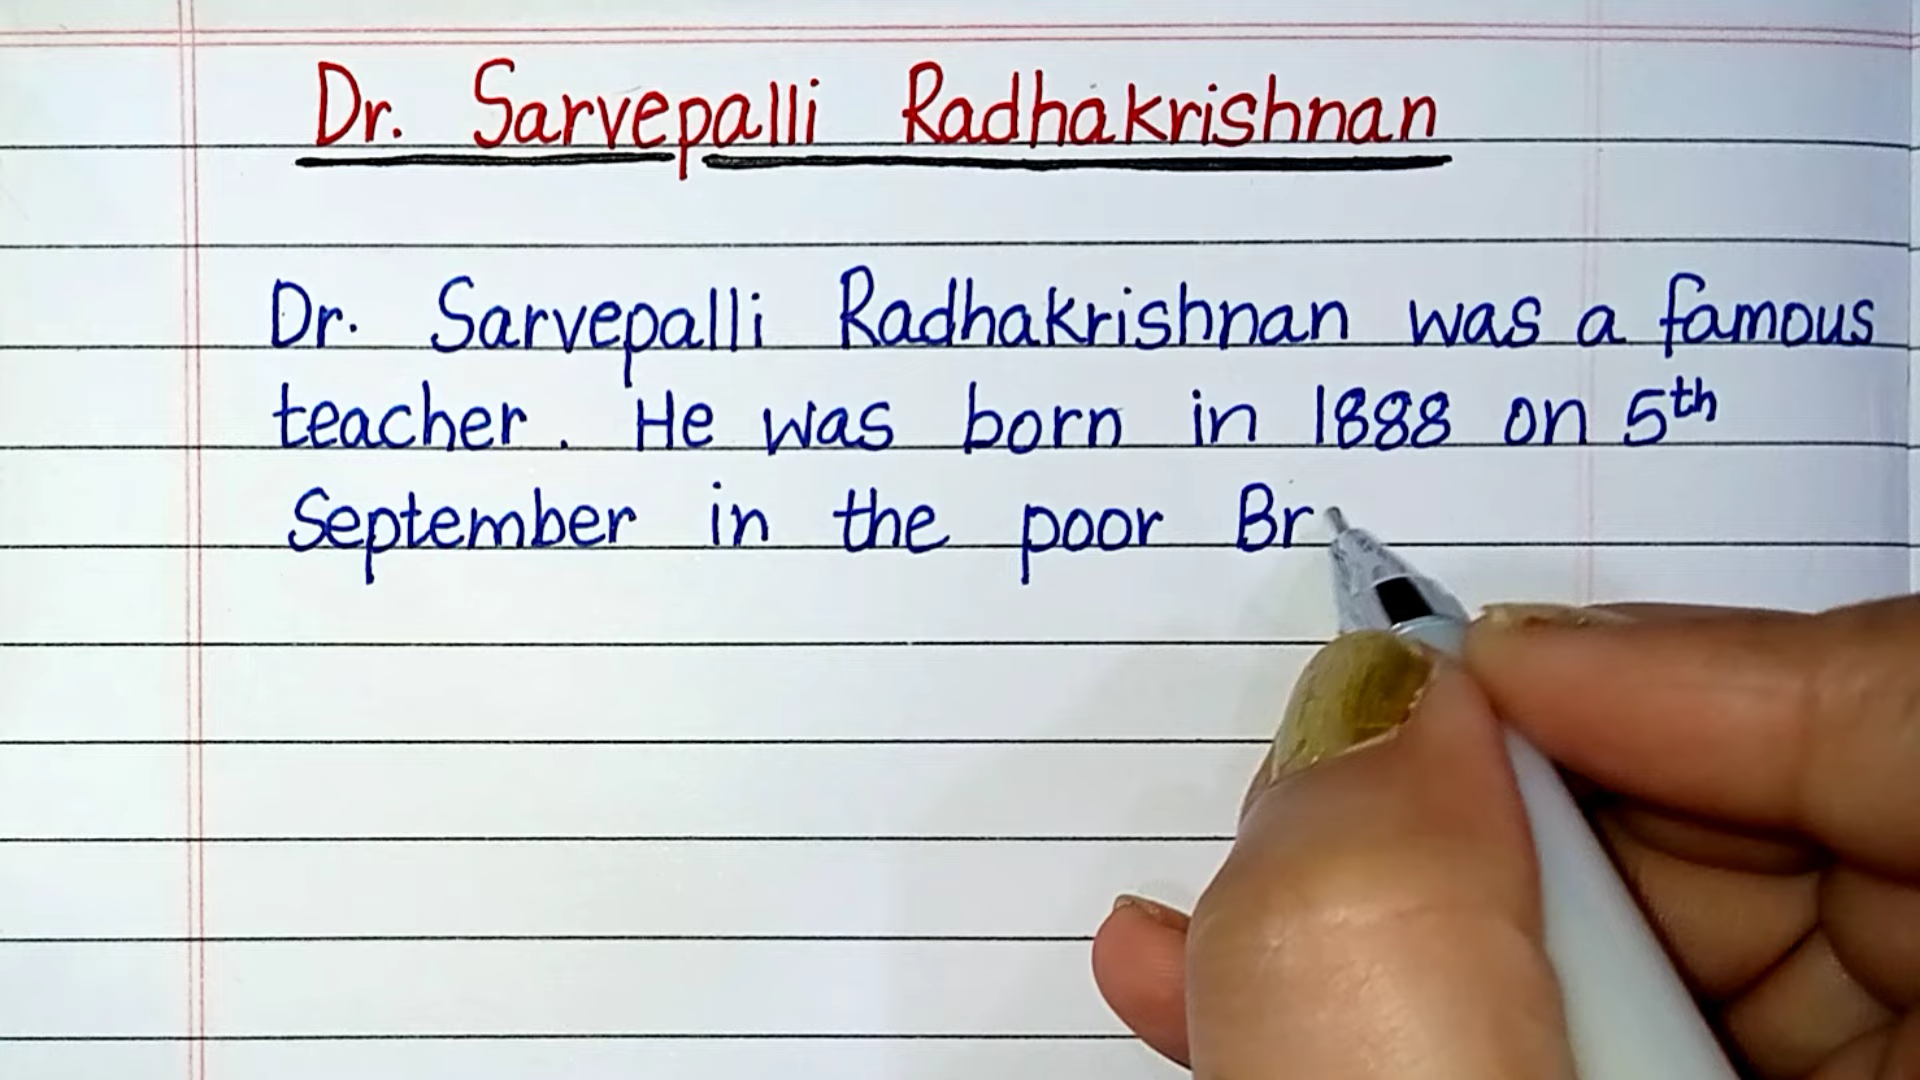 Dr. Sarvepalli Radhakrishnan
Dr. Sarvepalli Radhakrishnan was a famous
teacher. He was born in 1888 on 5th
September in the poor Br